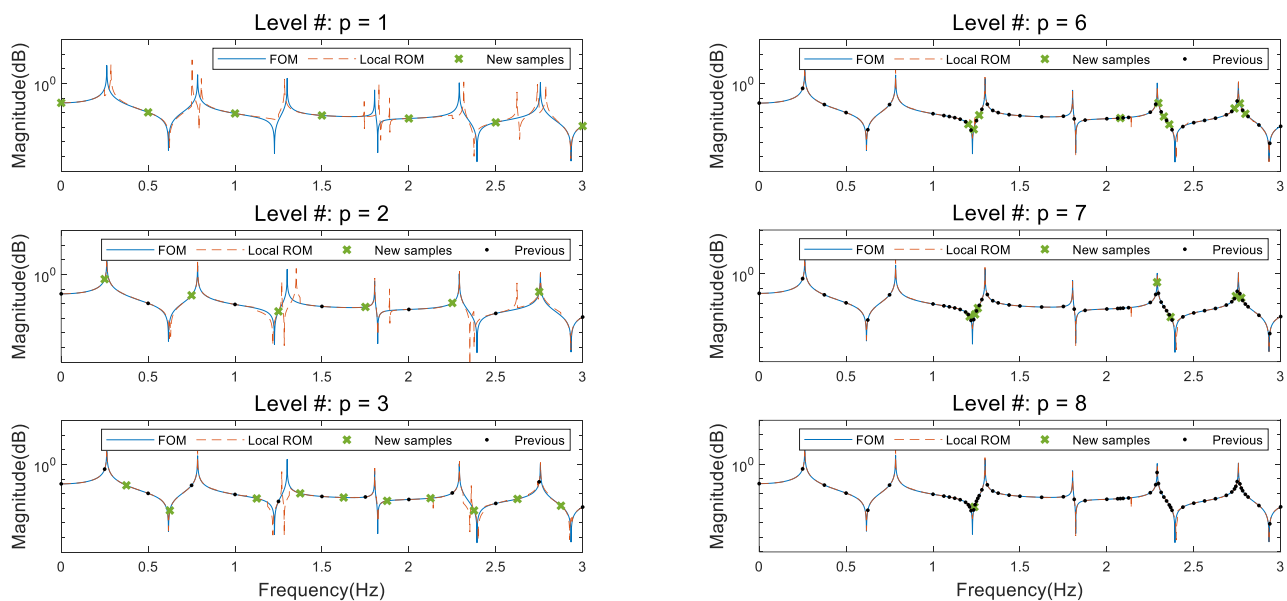 Level #: p = 1
Magnitude(dB)
10^0
FOM Local ROM New samples
0 0.5 1 1.5 2 2.5 3
Level #: p = 2
Magnitude(dB)
10^0
FOM Local ROM New samples Previous
0 0.5 1 1.5 2 2.5 3
Level #: p = 3
Magnitude(dB)
10^0
FOM Local ROM New samples Previous
0 0.5 1 1.5 2 2.5 3
Frequency(Hz)
Level #: p = 6
Magnitude(dB)
10^0
FOM Local ROM New samples Previous
0 0.5 1 1.5 2 2.5 3
Level #: p = 7
Magnitude(dB)
10^0
FOM Local ROM New samples Previous
0 0.5 1 1.5 2 2.5 3
Level #: p = 8
Magnitude(dB)
10^0
FOM Local ROM New samples Previous
0 0.5 1 1.5 2 2.5 3
Frequency(Hz)